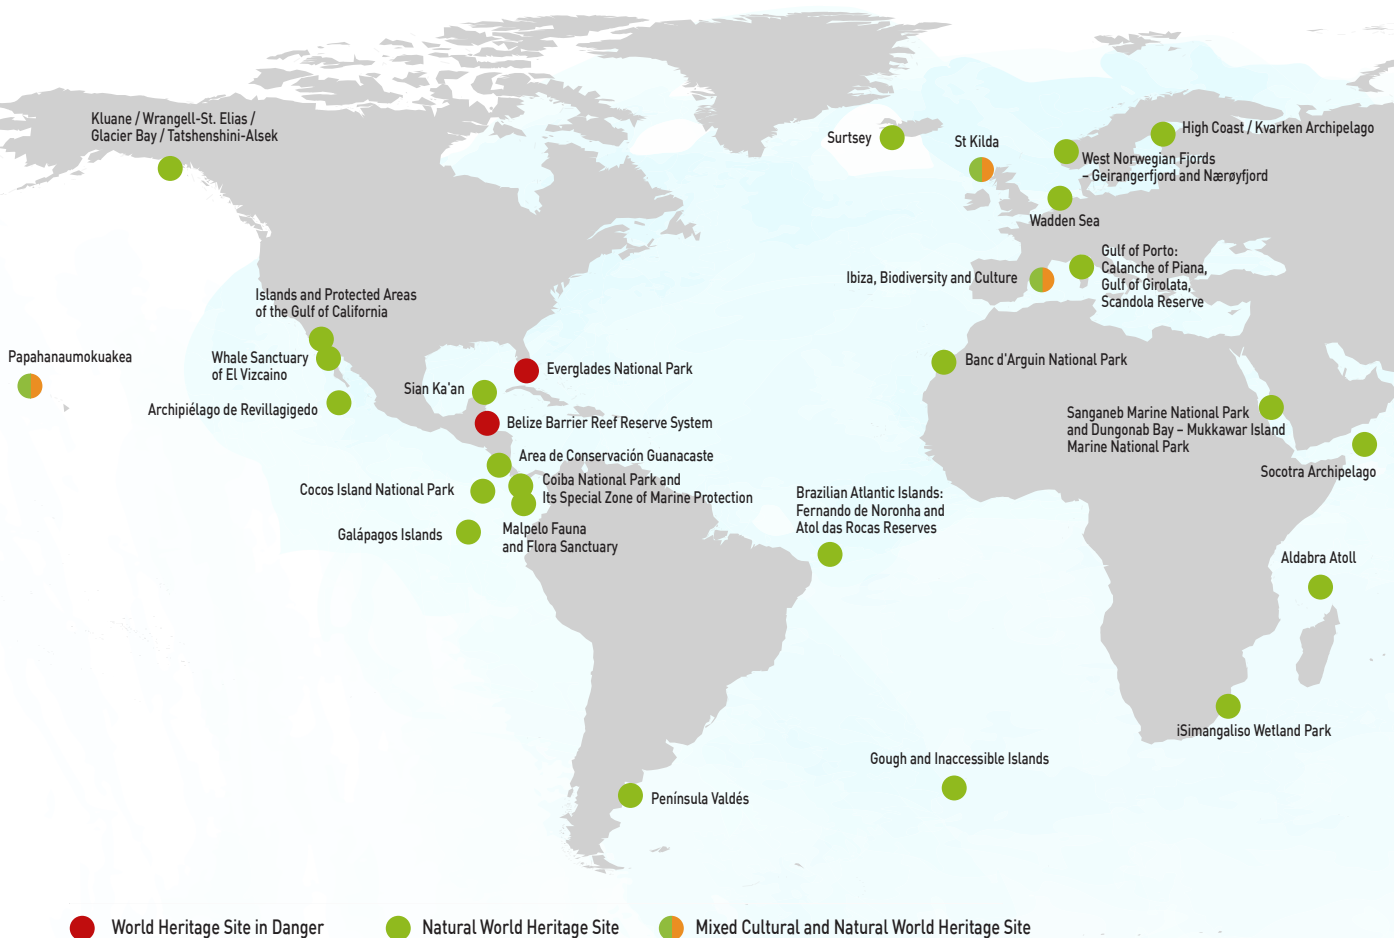 Kluane / Wrangell-St. Elias /
Glacier Bay / Tatshenshini-Alsek
Surtsey
St Kilda
High Coast / Kvarken Archipelago
West Norwegian Fjords
– Geirangerfjord and Nærøyfjord
Wadden Sea
Gulf of Porto:
Calanche of Piana,
Gulf of Girolata,
Scandola Reserve
Ibiza, Biodiversity and Culture
Islands and Protected Areas
of the Gulf of California
Papahanaumokuakea
Whale Sanctuary
of El Vizcaino
Archipiélago de Revillagigedo
Sian Ka'an
Everglades National Park
Belize Barrier Reef Reserve System
Banc d'Arguin National Park
Sanganeb Marine National Park
and Dungonab Bay – Mukkawar Island
Marine National Park
Socotra Archipelago
Area de Conservación Guanacaste
Coiba National Park and
Its Special Zone of Marine Protection
Cocos Island National Park
Galápagos Islands
Malpelo Fauna
and Flora Sanctuary
Brazilian Atlantic Islands:
Fernando de Noronha and
Atol das Rocas Reserves
Aldabra Atoll
iSimangaliso Wetland Park
Gough and Inaccessible Islands
Península Valdés
World Heritage Site in Danger
Natural World Heritage Site
Mixed Cultural and Natural World Heritage Site